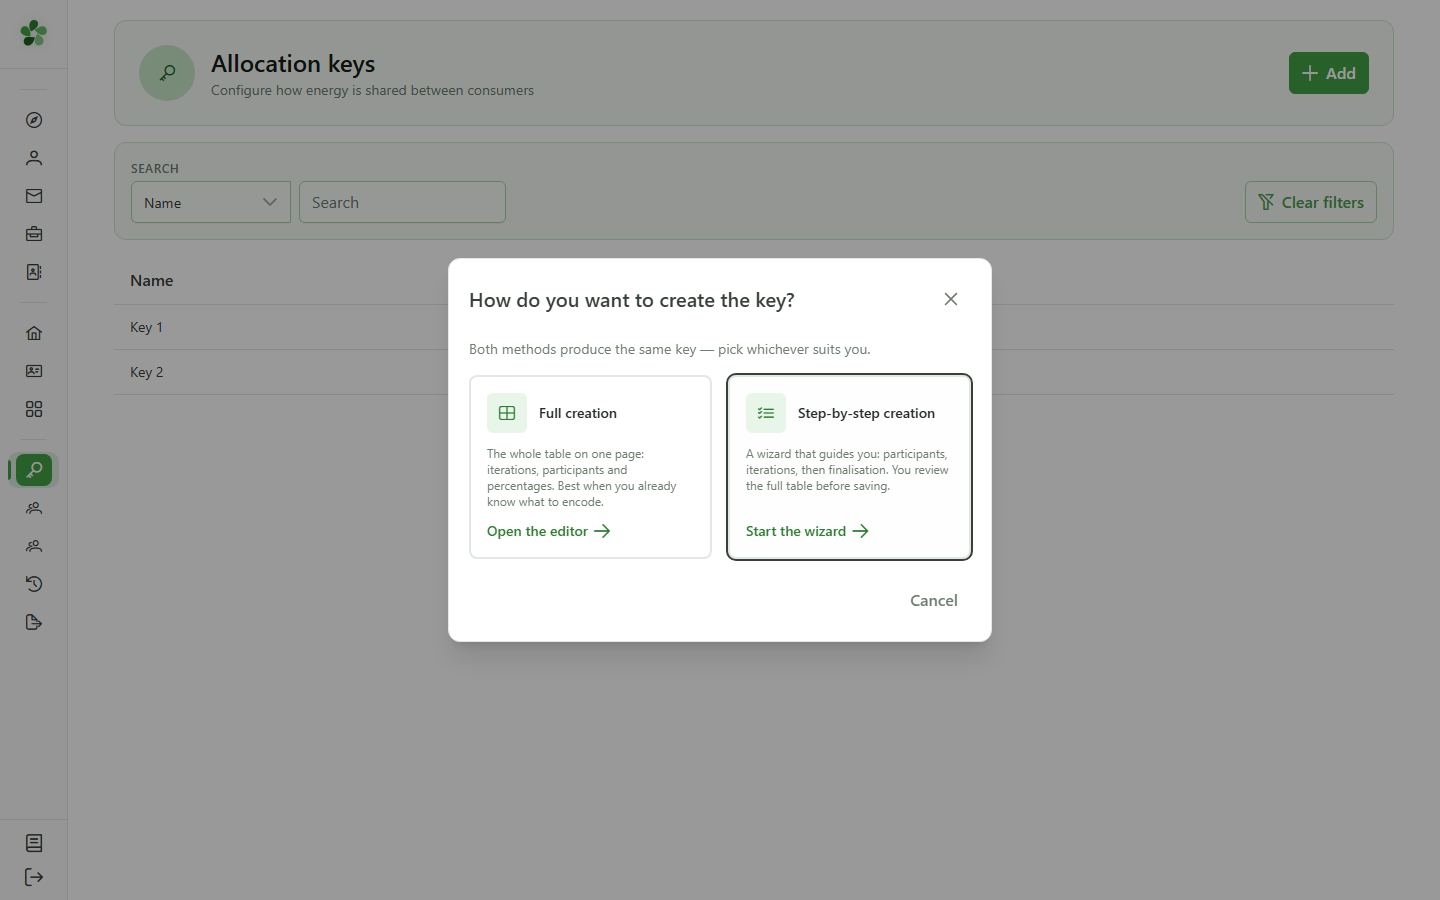 Allocation keys
Configure how energy is shared between consumers
Add
SEARCH
Name
Search
Clear filters
Name
Key 1
Key 2
How do you want to create the key?
Both methods produce the same key — pick whichever suits you.
Full creation
The whole table on one page:
iterations, participants and
percentages. Best when you already
know what to encode.
Open the editor
Step-by-step creation
A wizard that guides you: participants,
iterations, then finalisation. You review
the full table before saving.
Start the wizard
Cancel